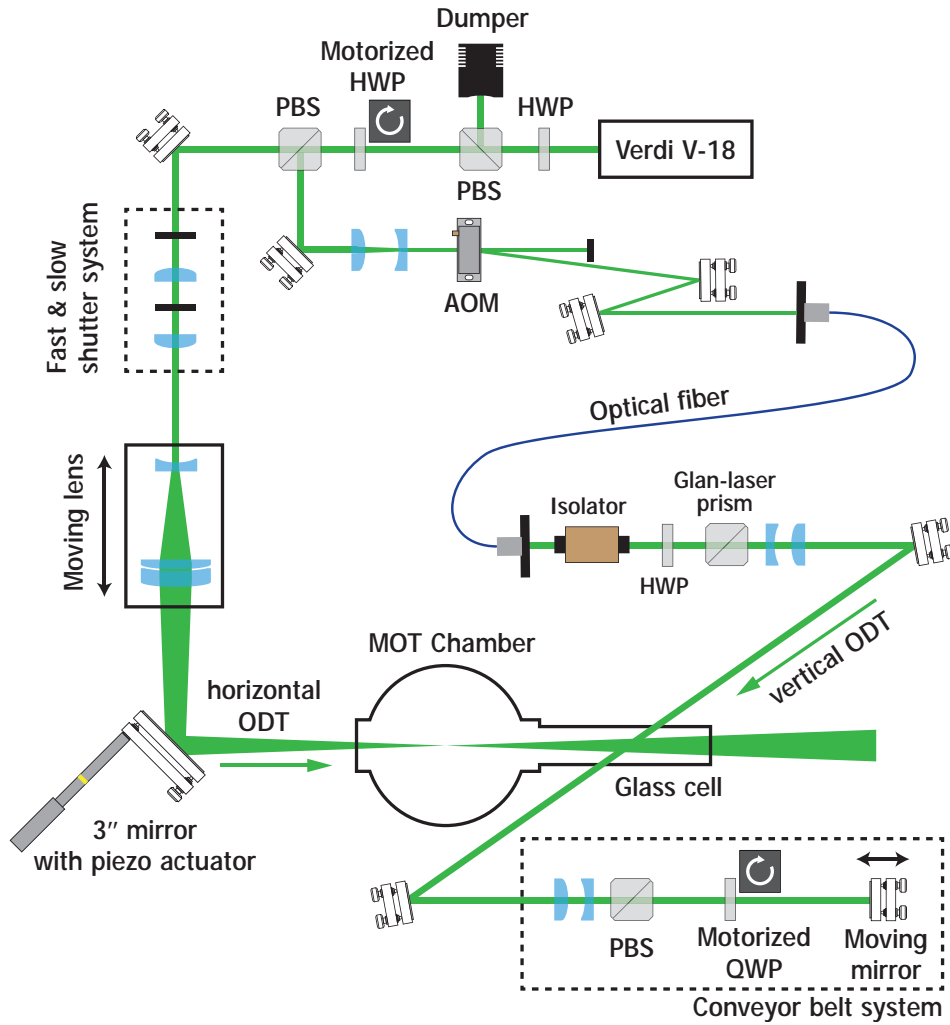 Dumper
Motorized
HWP
PBS
HWP
Verdi V-18
PBS
AOM
Fast & slow
shutter system
Optical fiber
Moving lens
Isolator
Glan-laser
prism
HWP
MOT Chamber
vertical ODT
horizontal
ODT
Glass cell
3″ mirror
with piezo actuator
PBS
Motorized
QWP
Moving
mirror
Conveyor belt system